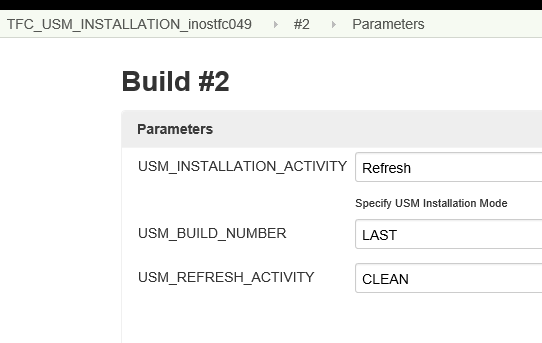 TFC_USM_INSTALLATION_inostfc049 #2 Parameters
Build #2
Parameters
USM_INSTALLATION_ACTIVITY Refresh
Specify USM Installation Mode
USM_BUILD_NUMBER LAST
USM_REFRESH_ACTIVITY CLEAN